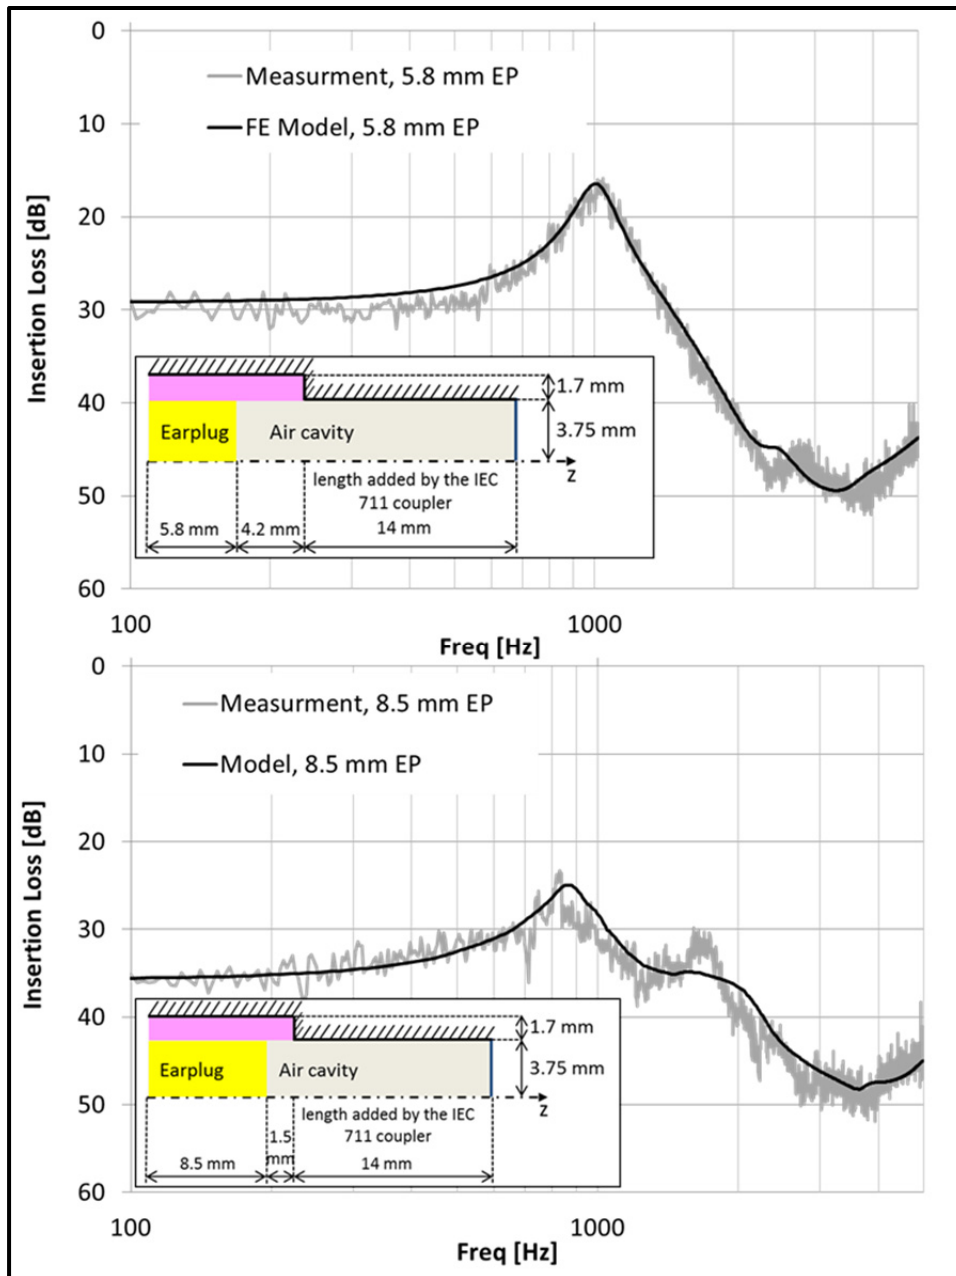 0
10
20
30
40
50
60
Insertion Loss [dB]
Measurment, 5.8 mm EP
FE Model, 5.8 mm EP
Earplug
Air cavity
1.7 mm
3.75 mm
z
length added by the IEC
711 coupler
5.8 mm
4.2 mm
14 mm
100
1000
Freq [Hz]
0
10
20
30
40
50
60
Insertion Loss [dB]
Measurment, 8.5 mm EP
Model, 8.5 mm EP
Earplug
Air cavity
1.7 mm
3.75 mm
z
length added by the IEC
711 coupler
1.5
mm
8.5 mm
14 mm
100
1000
Freq [Hz]